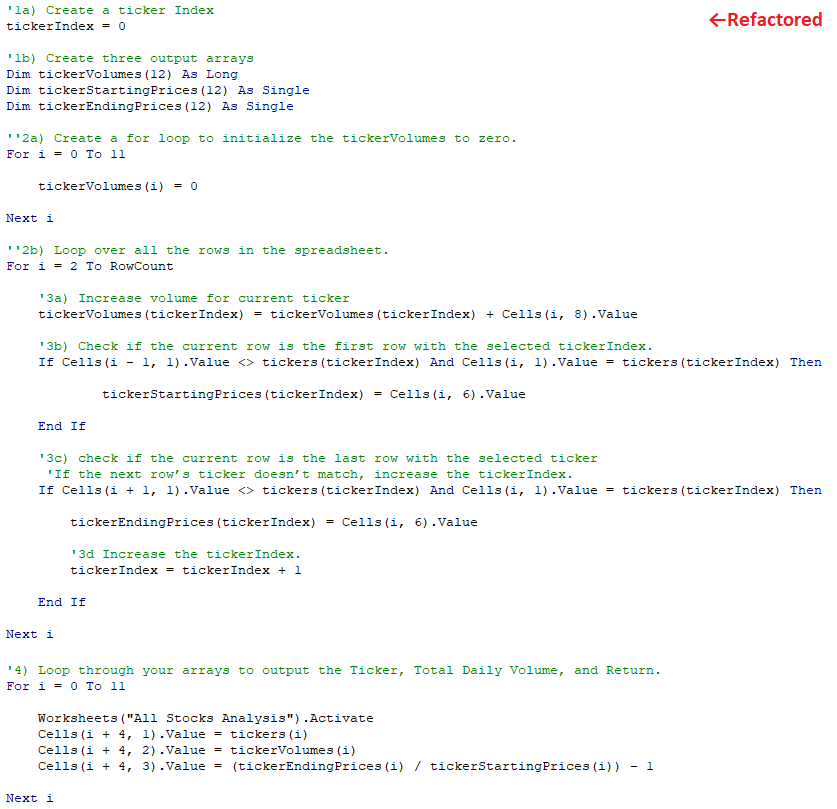 '1a) Create a ticker Index
←Refactored
tickerIndex = 0
'1b) Create three output arrays
Dim tickerVolumes(12) As Long
Dim tickerStartingPrices(12) As Single
Dim tickerEndingPrices(12) As Single
''2a) Create a for loop to initialize the tickerVolumes to zero.
For i = 0 To 11
tickerVolumes(i) = 0
Next i
''2b) Loop over all the rows in the spreadsheet.
For i = 2 To RowCount
'3a) Increase volume for current ticker
tickerVolumes(tickerIndex) = tickerVolumes(tickerIndex) + Cells(i, 8).Value
'3b) Check if the current row is the first row with the selected tickerIndex.
If Cells(i - 1, 1).Value <> tickers(tickerIndex) And Cells(i, 1).Value = tickers(tickerIndex) Then
tickerStartingPrices(tickerIndex) = Cells(i, 6).Value
End If
'3c) check if the current row is the last row with the selected ticker
'If the next row’s ticker doesn’t match, increase the tickerIndex.
If Cells(i + 1, 1).Value <> tickers(tickerIndex) And Cells(i, 1).Value = tickers(tickerIndex) Then
tickerEndingPrices(tickerIndex) = Cells(i, 6).Value
'3d Increase the tickerIndex.
tickerIndex = tickerIndex + 1
End If
Next i
'4) Loop through your arrays to output the Ticker, Total Daily Volume, and Return.
For i = 0 To 11
Worksheets("All Stocks Analysis").Activate
Cells(i + 4, 1).Value = tickers(i)
Cells(i + 4, 2).Value = tickerVolumes(i)
Cells(i + 4, 3).Value = (tickerEndingPrices(i) / tickerStartingPrices(i)) - 1
Next i